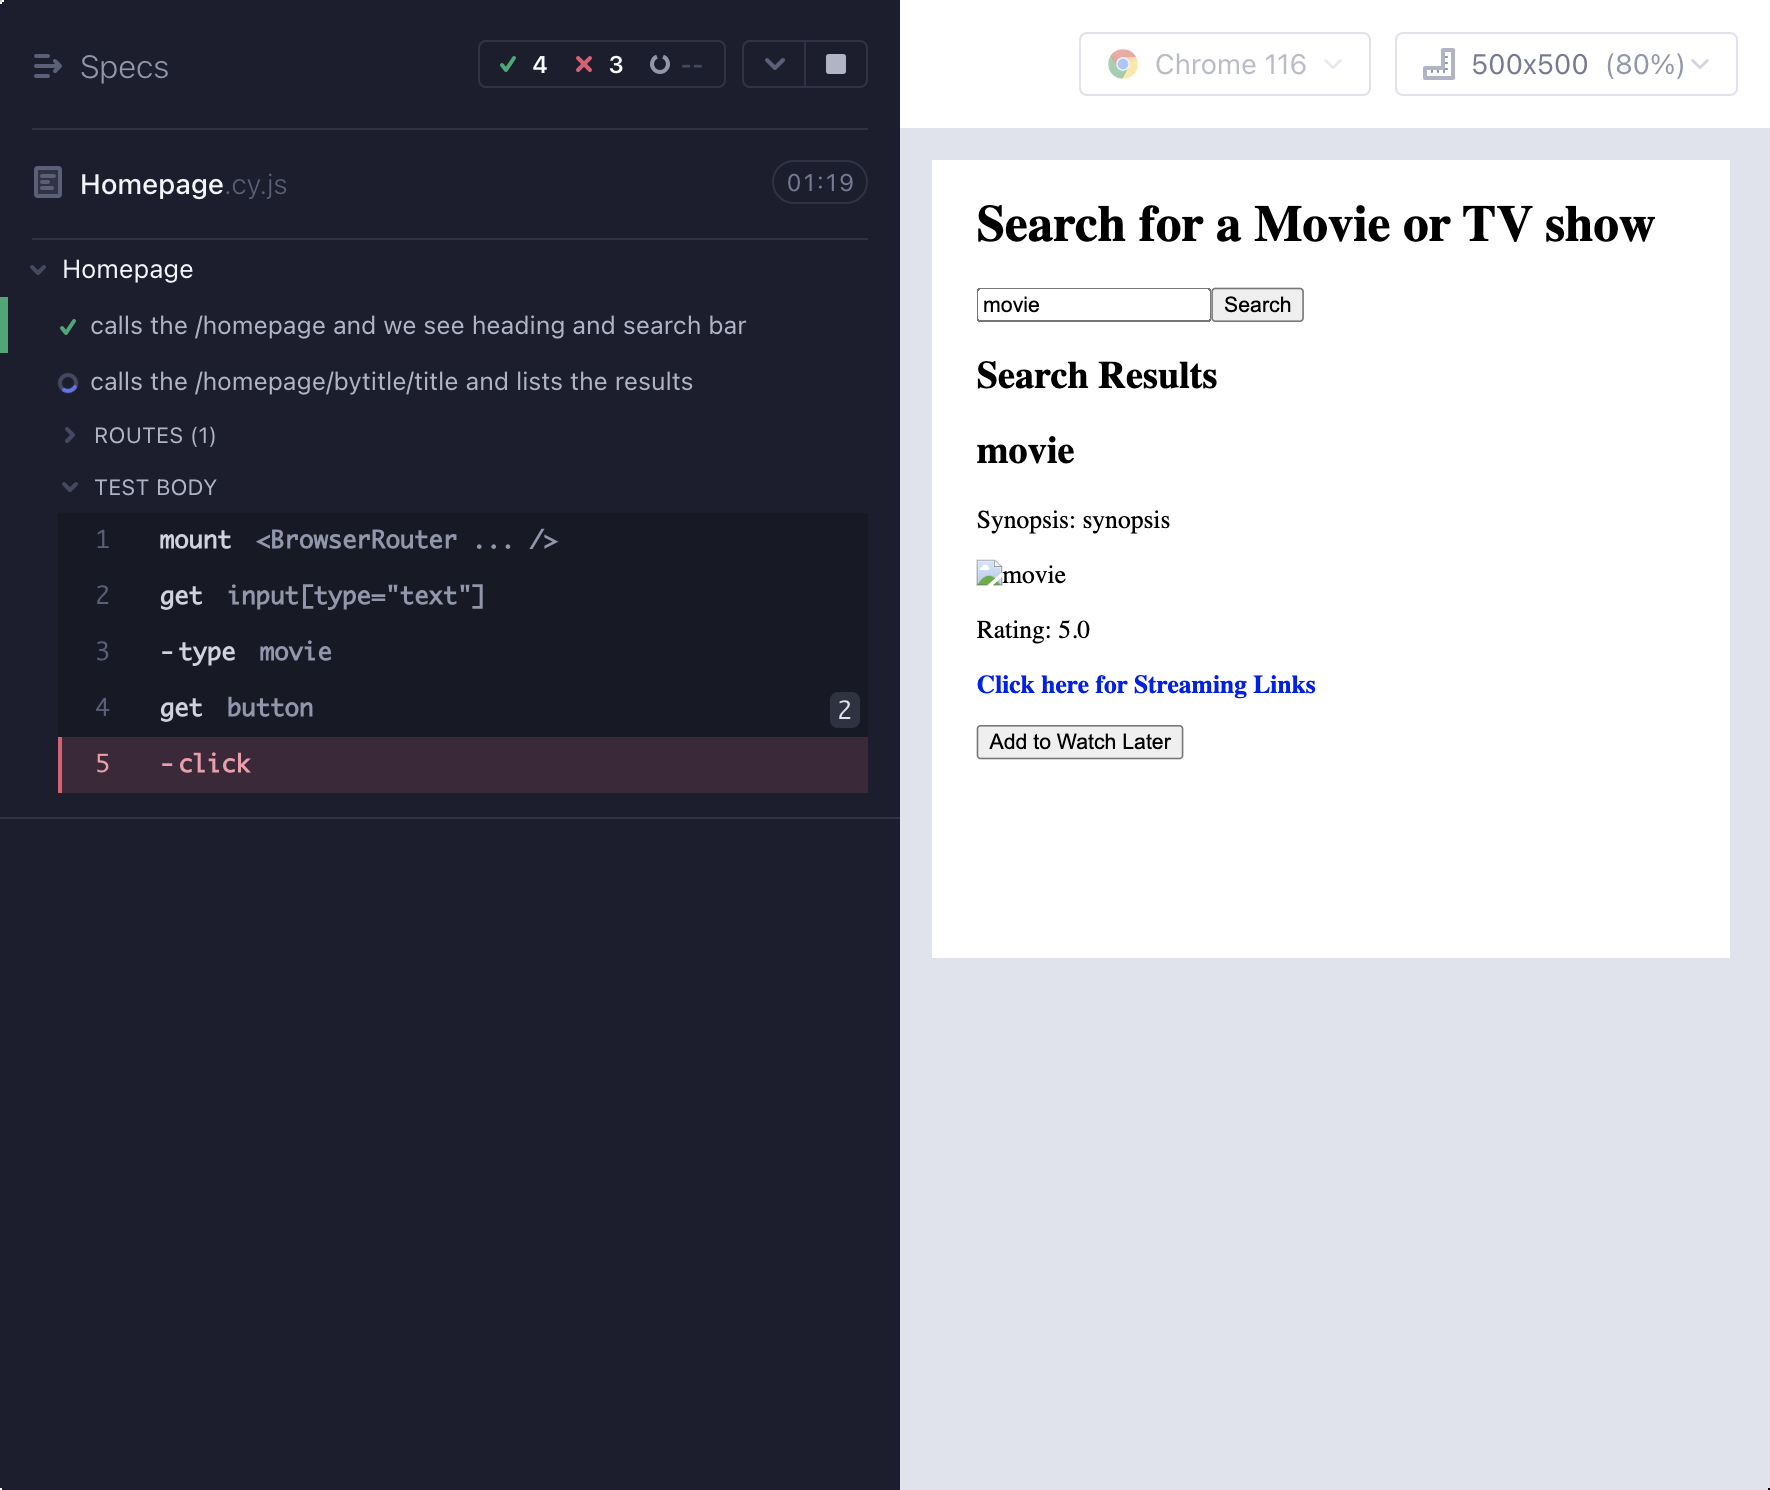 Specs
4 3 --
Homepage.cy.js
01:19
Homepage
calls the /homepage and we see heading and search bar
calls the /homepage/bytitle/title and lists the results
ROUTES (1)
TEST BODY
1 mount <BrowserRouter ... />
2 get input[type="text"]
3 -type movie
4 get button 2
5 -click
Chrome 116
500x500 (80%)
Search for a Movie or TV show
movie Search
Search Results
movie
Synopsis: synopsis
movie
Rating: 5.0
Click here for Streaming Links
Add to Watch Later